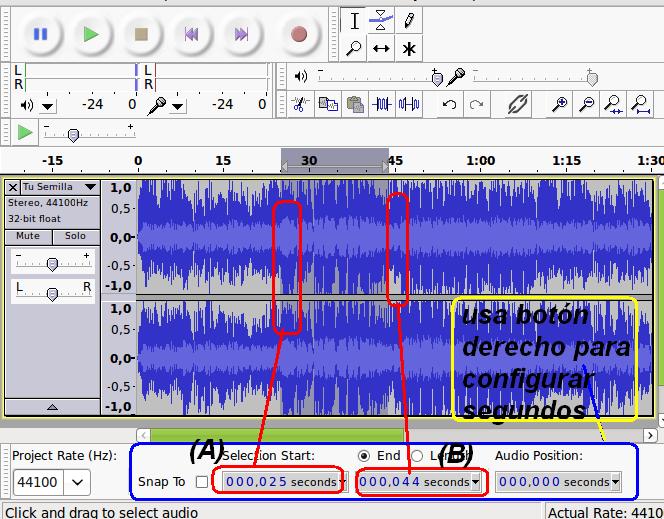 L
R
-24
0
L
R
-24
0
-
+
-
+
-
+
-15
0
15
30
45
1:00
1:15
1:30
Tu Semilla
Stereo, 44100Hz
32-bit float
Mute
Solo
-
+
L
R
1,0
0,5
0,0
-0,5
-1,0
1,0
0,5
0,0
-0,5
-1,0
usa botón
derecho para
configurar
segundos
(A)
(B)
Project Rate (Hz):
44100
Snap To
Selection Start:
000,025 seconds
End
000,044 seconds
Audio Position:
000,000 seconds
Click and drag to select audio
Actual Rate: 4410